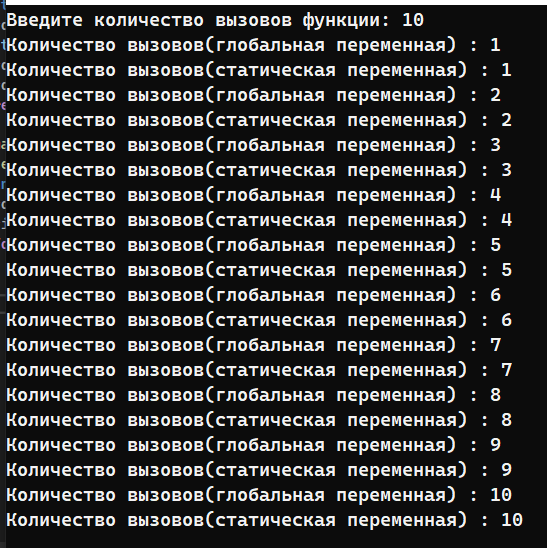 Введите количество вызовов функции: 10
Количество вызовов(глобальная переменная) : 1
Количество вызовов(статическая переменная) : 1
Количество вызовов(глобальная переменная) : 2
Количество вызовов(статическая переменная) : 2
Количество вызовов(глобальная переменная) : 3
Количество вызовов(статическая переменная) : 3
Количество вызовов(глобальная переменная) : 4
Количество вызовов(статическая переменная) : 4
Количество вызовов(глобальная переменная) : 5
Количество вызовов(статическая переменная) : 5
Количество вызовов(глобальная переменная) : 6
Количество вызовов(статическая переменная) : 6
Количество вызовов(глобальная переменная) : 7
Количество вызовов(статическая переменная) : 7
Количество вызовов(глобальная переменная) : 8
Количество вызовов(статическая переменная) : 8
Количество вызовов(глобальная переменная) : 9
Количество вызовов(статическая переменная) : 9
Количество вызовов(глобальная переменная) : 10
Количество вызовов(статическая переменная) : 10